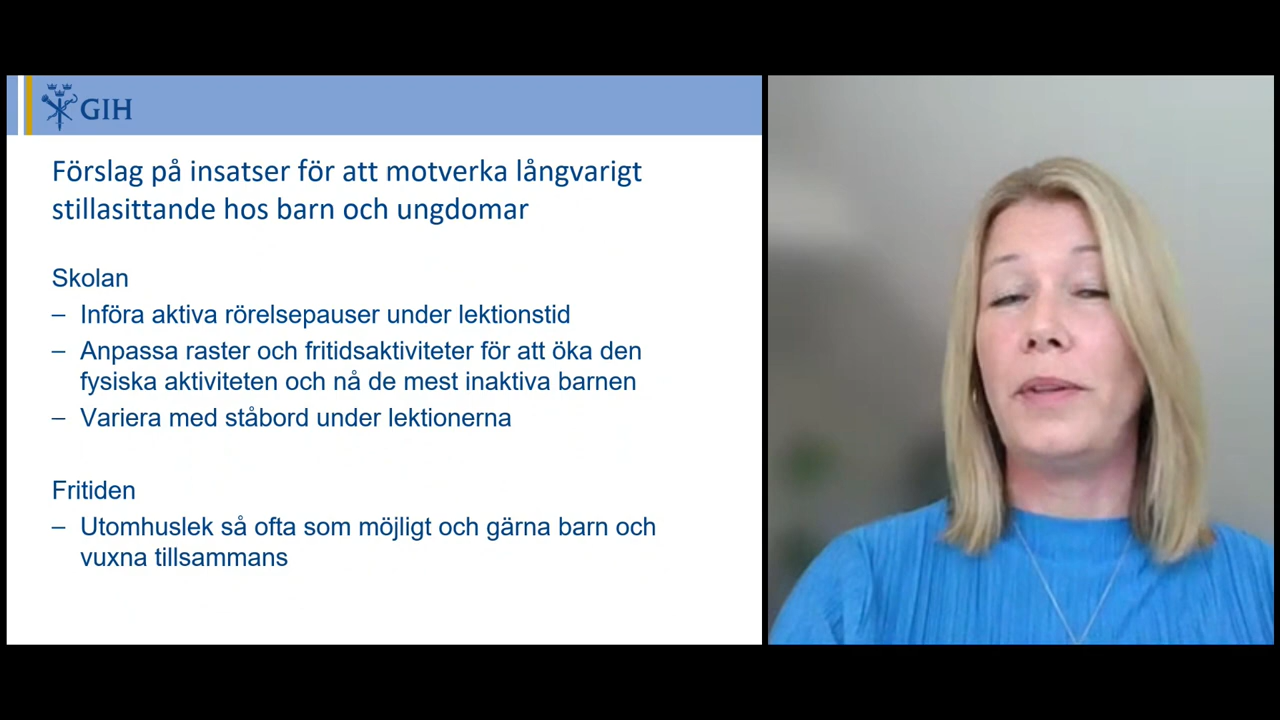 GIH
Förslag på insatser för att motverka långvarigt
stillasittande hos barn och ungdomar
Skolan
– Införa aktiva rörelsepauser under lektionstid
– Anpassa raster och fritidsaktiviteter för att öka den
fysiska aktiviteten och nå de mest inaktiva barnen
– Variera med ståbord under lektionerna
Fritiden
– Utomhuslek så ofta som möjligt och gärna barn och
vuxna tillsammans